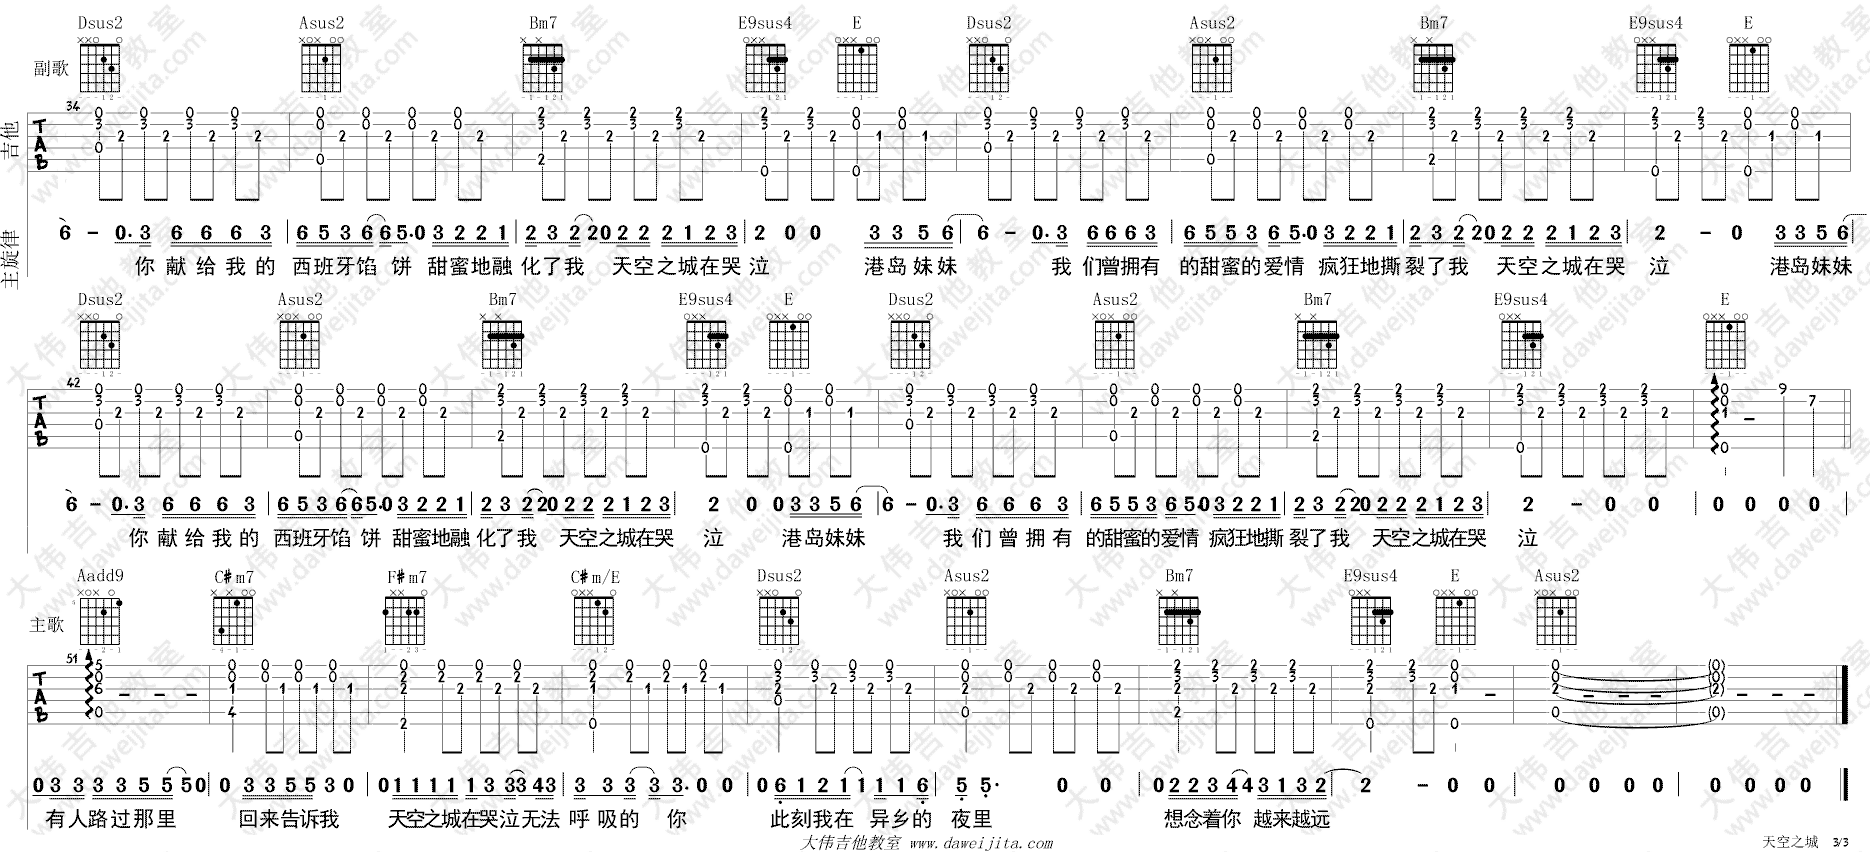 Dsus2 Asus2 Bm7 E9sus4 E Dsus2 Asus2 Bm7 E9sus4 E
副歌
34
吉他 TAB
主旋律
6 - 0. 3 6 6 6 3 | 6 5 3 6 6 5. 0 3 2 2 1 | 2 3 2 2 0 2 2 2 1 2 3 | 2 0 0 3 3 5 6 | 6 - 0. 3 6 6 6 3 | 6 5 5 3 6 5. 0 3 2 2 1 | 2 3 2 2 0 2 2 2 1 2 3 | 2 - 0 3 3 5 6
你 献 给 我 的 西班牙馅 饼 甜蜜地融 化了我 天空之城在哭 泣 港岛妹妹 我 们曾拥有 的甜蜜的爱情 疯狂地撕 裂了我 天空之城在哭 泣 港岛妹妹
Dsus2 Asus2 Bm7 E9sus4 E Dsus2 Asus2 Bm7 E9sus4 E
42
TAB
6 - 0. 3 6 6 6 3 | 6 5 3 6 6 5. 0 3 2 2 1 | 2 3 2 2 0 2 2 2 1 2 3 | 2 0 0 3 3 5 6 | 6 - 0. 3 6 6 6 3 | 6 5 5 3 6 5. 0 3 2 2 1 | 2 3 2 2 0 2 2 2 1 2 3 | 2 - 0 0 | 0 0 0 0 |
你 献 给 我 的 西班牙馅 饼 甜蜜地融 化了我 天空之城在哭 泣 港岛妹妹 我 们 曾 拥 有 的甜蜜的爱情 疯狂地撕 裂了我 天空之城在哭 泣
Aadd9 C#m7 F#m7 C#m/E Dsus2 Asus2 Bm7 E9sus4 E Asus2
主歌
51
TAB
0 3 3 3 3 5 5 5 5 0 | 0 3 3 5 5 3 0 | 0 1 1 1 1 1 3 3 3 4 3 | 3 3 3 3 3. 0 0 | 0 6 1 2 1 1 1 1 6 | 5 5. 0 0 | 0 2 2 3 4 4 3 1 3 2 | 2 - 0 0 | 0 0 0 0 | 0 0 0 0
有人路过那里 回来告诉我 天空之城在哭泣无法 呼 吸的 你 此刻我在 异乡的 夜里 想念着你 越来越远
大伟吉他教室 www.daweijita.com
天空之城 3/3